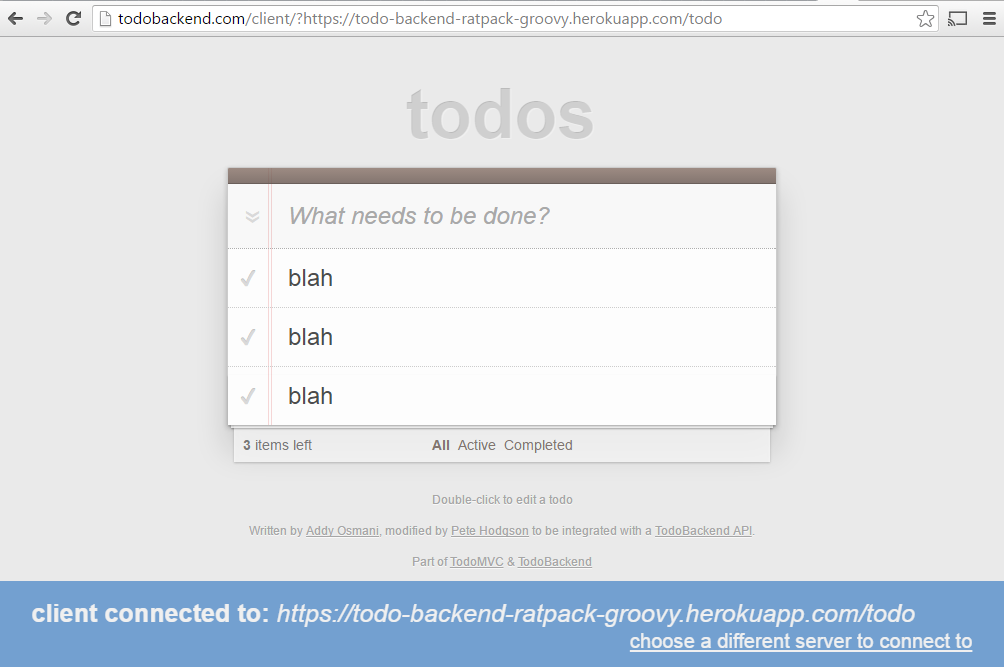 todobackend.com/client/?https://todo-backend-ratpack-groovy.herokuapp.com/todo
todos
What needs to be done?
blah
blah
blah
3 items left All Active Completed
Double-click to edit a todo
Written by Addy Osmani, modified by Pete Hodgson to be integrated with a TodoBackend API.
Part of TodoMVC & TodoBackend
client connected to: https://todo-backend-ratpack-groovy.herokuapp.com/todo
choose a different server to connect to